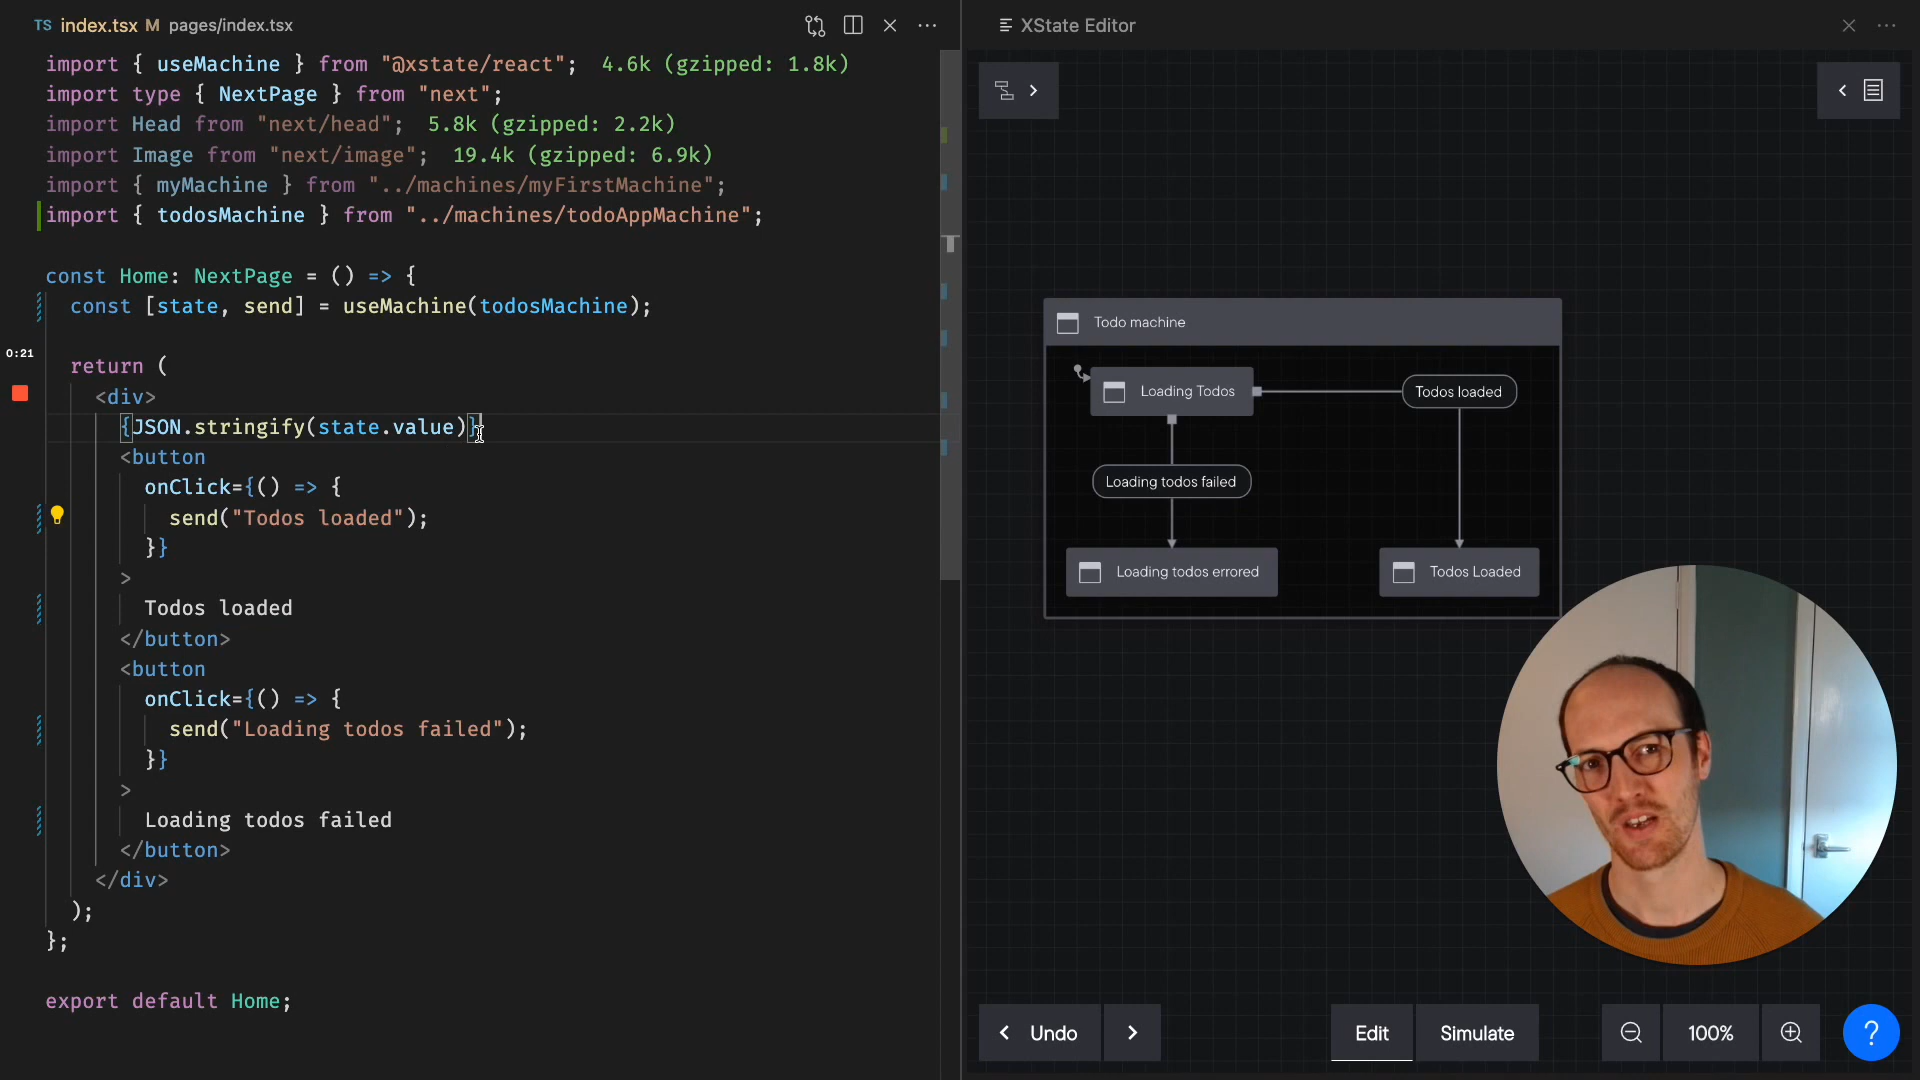 TS index.tsx M pages/index.tsx
import { useMachine } from "@xstate/react"; 4.6k (gzipped: 1.8k)
import type { NextPage } from "next";
import Head from "next/head"; 5.8k (gzipped: 2.2k)
import Image from "next/image"; 19.4k (gzipped: 6.9k)
import { myMachine } from "../machines/myFirstMachine";
import { todosMachine } from "../machines/todoAppMachine";
const Home: NextPage = () => {
const [state, send] = useMachine(todosMachine);
0:21
return (
<div>
{JSON.stringify(state.value)}
<button
onClick={() => {
send("Todos loaded");
}}
>
Todos loaded
</button>
<button
onClick={() => {
send("Loading todos failed");
}}
>
Loading todos failed
</button>
</div>
);
};
export default Home;
XState Editor
Todo machine
Loading Todos
Todos loaded
Loading todos failed
Loading todos errored
Todos Loaded
Undo
Edit
Simulate
100%
?